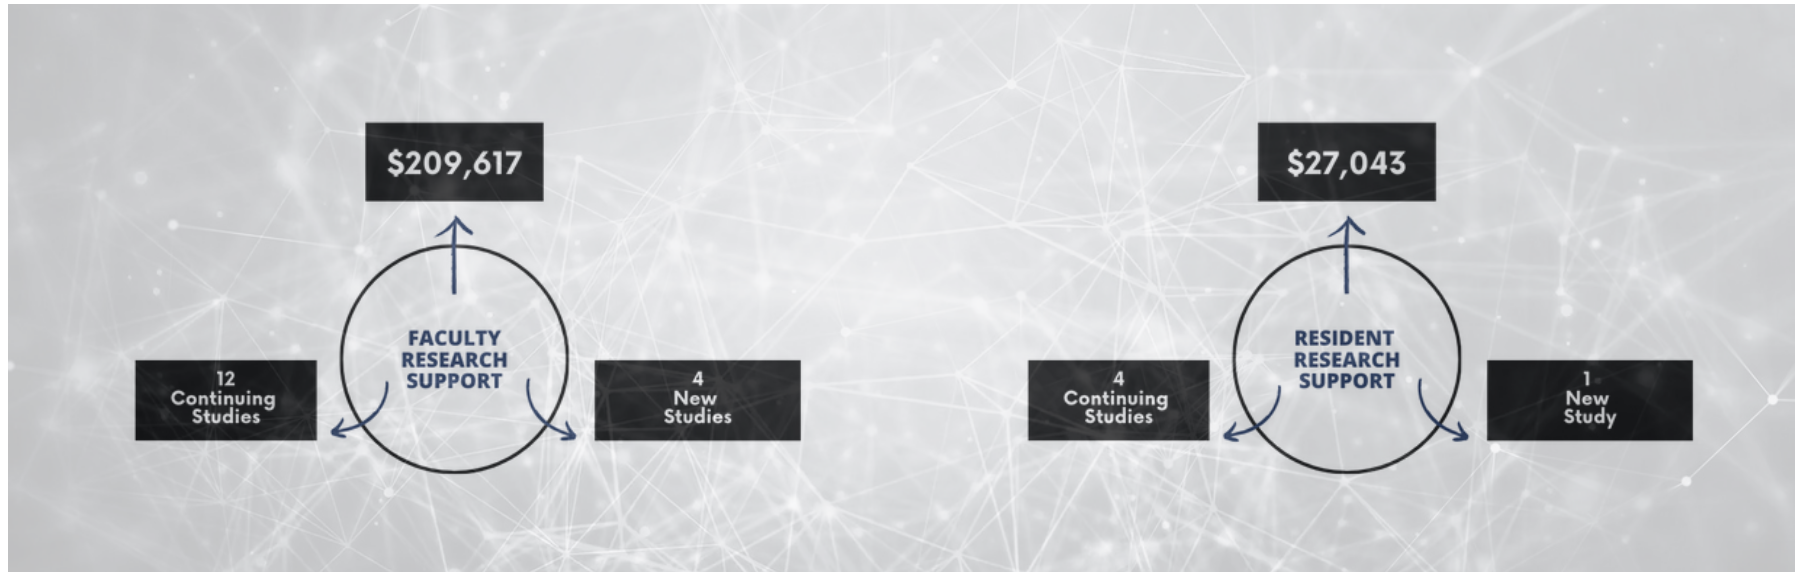 $209,617
FACULTY
RESEARCH
SUPPORT
12
Continuing
Studies
4
New
Studies
$27,043
RESIDENT
RESEARCH
SUPPORT
4
Continuing
Studies
1
New
Study